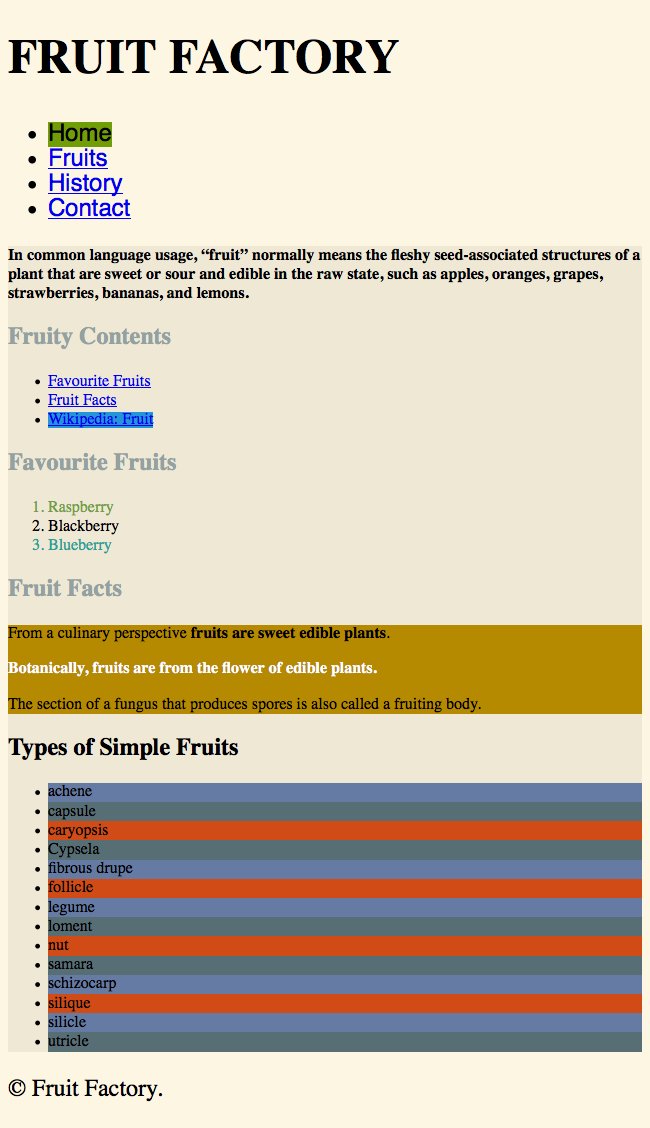 FRUIT FACTORY
• Home
• Fruits
• History
• Contact
In common language usage, “fruit” normally means the fleshy seed-associated structures of a
plant that are sweet or sour and edible in the raw state, such as apples, oranges, grapes,
strawberries, bananas, and lemons.
Fruity Contents
• Favourite Fruits
• Fruit Facts
• Wikipedia: Fruit
Favourite Fruits
1. Raspberry
2. Blackberry
3. Blueberry
Fruit Facts
From a culinary perspective fruits are sweet edible plants.
Botanically, fruits are from the flower of edible plants.
The section of a fungus that produces spores is also called a fruiting body.
Types of Simple Fruits
• achene
• capsule
• caryopsis
• Cypsela
• fibrous drupe
• follicle
• legume
• loment
• nut
• samara
• schizocarp
• silique
• silicle
• utricle
© Fruit Factory.